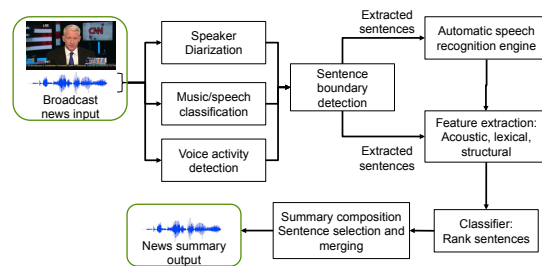 LIVE
CNN
Broadcast
news input
Speaker
Diarization
Music/speech
classification
Voice activity
detection
Sentence
boundary
detection
Extracted
sentences
Extracted
sentences
Automatic speech
recognition engine
Feature extraction:
Acoustic, lexical,
structural
Classifier:
Rank sentences
Summary composition
Sentence selection and
merging
News summary
output